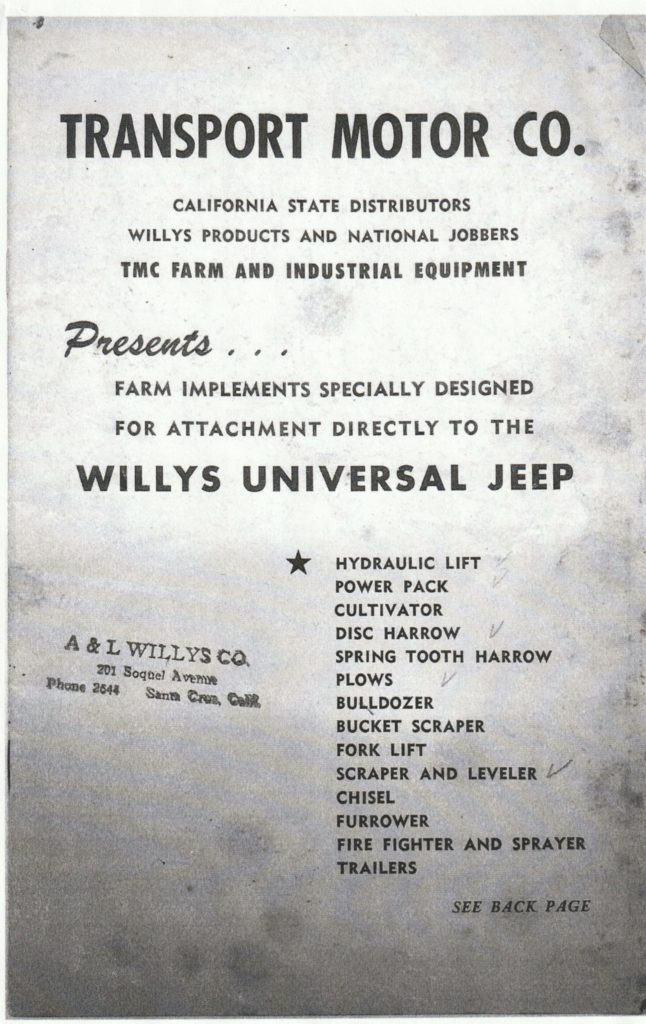 TRANSPORT MOTOR CO.
CALIFORNIA STATE DISTRIBUTORS
WILLYS PRODUCTS AND NATIONAL JOBBERS
TMC FARM AND INDUSTRIAL EQUIPMENT
Presents . . .
FARM IMPLEMENTS SPECIALLY DESIGNED
FOR ATTACHMENT DIRECTLY TO THE
WILLYS UNIVERSAL JEEP
★ HYDRAULIC LIFT
POWER PACK
CULTIVATOR
DISC HARROW
SPRING TOOTH HARROW
PLOWS
BULLDOZER
BUCKET SCRAPER
FORK LIFT
SCRAPER AND LEVELER
CHISEL
FURROWER
FIRE FIGHTER AND SPRAYER
TRAILERS
SEE BACK PAGE
A & L WILLYS CO.
201 Soquel Avenue
Phone 2644 Santa Cruz, Calif.